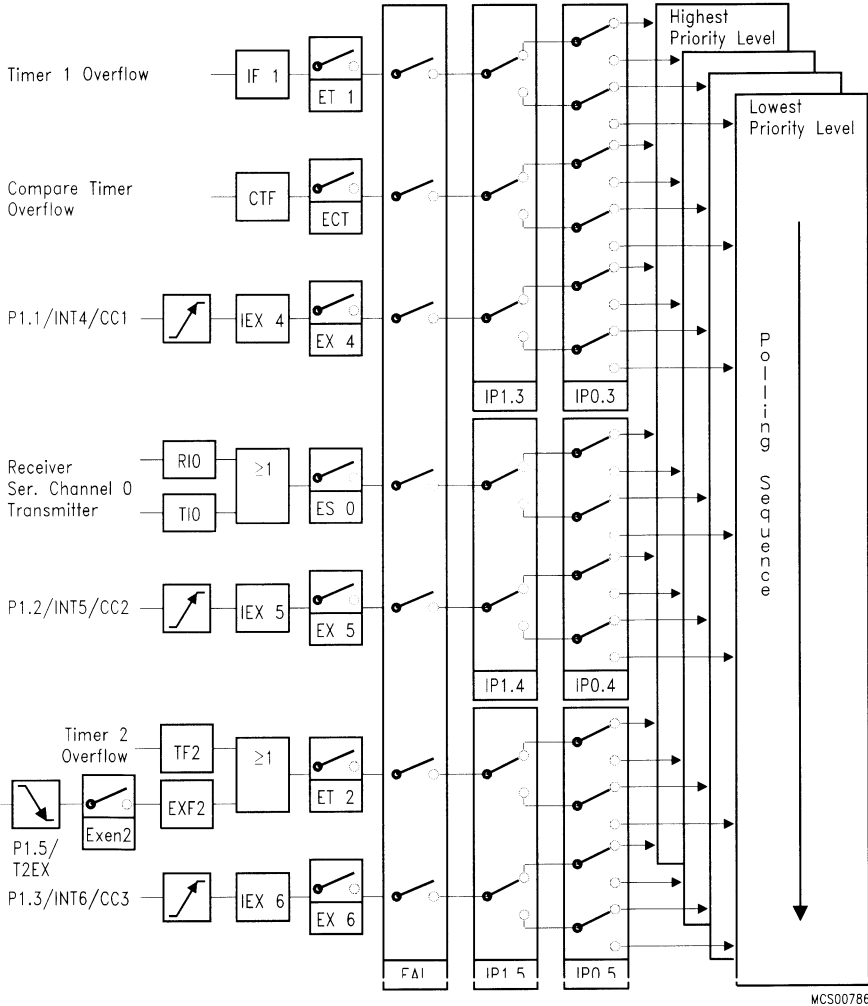 Highest
Priority Level
Lowest
Priority Level
Timer 1 Overflow
IF 1
ET 1
Compare Timer
Overflow
CTF
ECT
P1.1/INT4/CC1
IEX 4
EX 4
IP1.3
IP0.3
Polling Sequence
Receiver
Ser. Channel 0
Transmitter
RI0
TI0
≥1
ES 0
P1.2/INT5/CC2
IEX 5
EX 5
IP1.4
IP0.4
Timer 2
Overflow
TF2
≥1
ET 2
EXF2
Exen2
P1.5/
T2EX
P1.3/INT6/CC3
IEX 6
EX 6
EAL
IP1.5
IP0.5
MCS00786